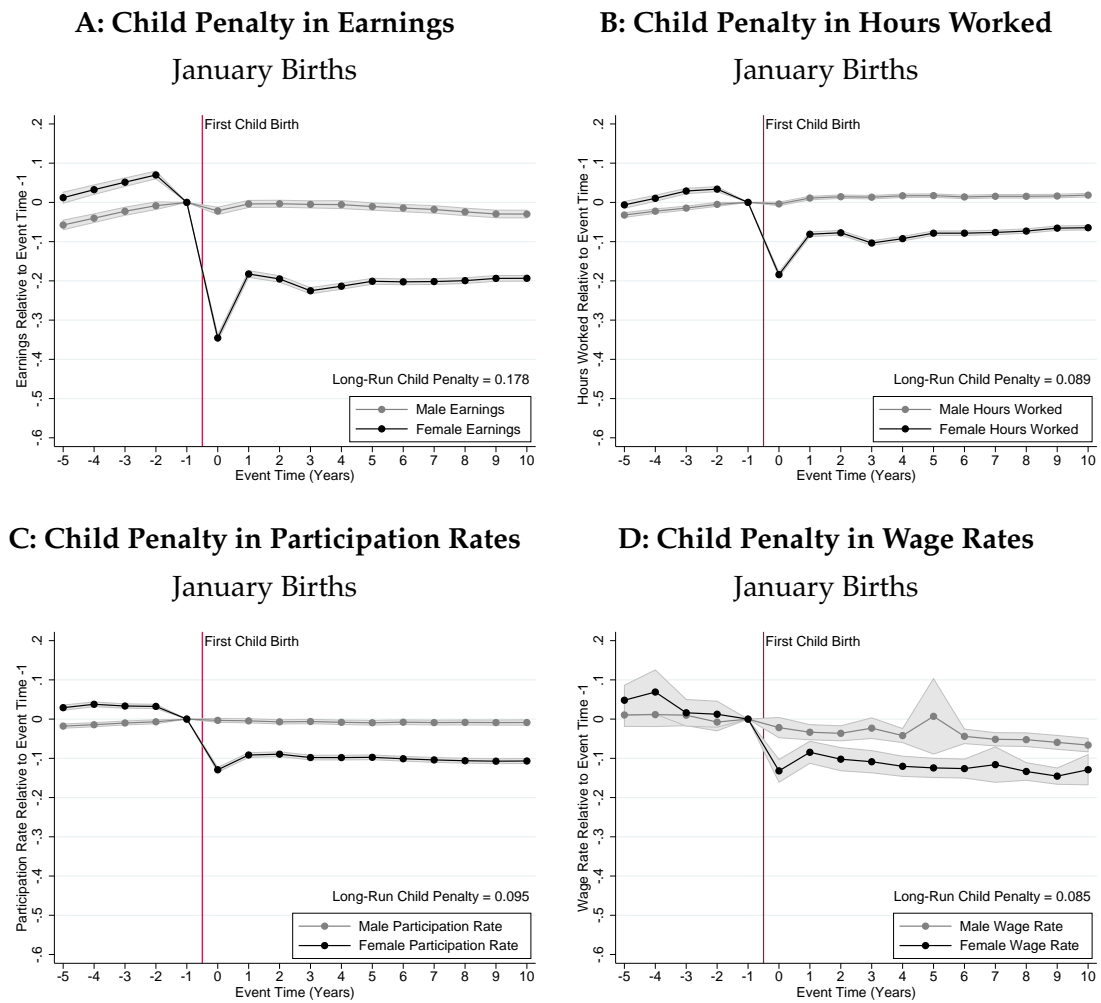 A: Child Penalty in Earnings
January Births
Earnings Relative to Event Time -1
.2
.1
0
-.1
-.2
-.3
-.4
-.5
-.6
First Child Birth
Long-Run Child Penalty = 0.178
Male Earnings
Female Earnings
-5 -4 -3 -2 -1 0 1 2 3 4 5 6 7 8 9 10
Event Time (Years)
B: Child Penalty in Hours Worked
January Births
Hours Worked Relative to Event Time -1
.2
.1
0
-.1
-.2
-.3
-.4
-.5
-.6
First Child Birth
Long-Run Child Penalty = 0.089
Male Hours Worked
Female Hours Worked
-5 -4 -3 -2 -1 0 1 2 3 4 5 6 7 8 9 10
Event Time (Years)
C: Child Penalty in Participation Rates
January Births
Participation Rate Relative to Event Time -1
.2
.1
0
-.1
-.2
-.3
-.4
-.5
-.6
First Child Birth
Long-Run Child Penalty = 0.095
Male Participation Rate
Female Participation Rate
-5 -4 -3 -2 -1 0 1 2 3 4 5 6 7 8 9 10
Event Time (Years)
D: Child Penalty in Wage Rates
January Births
Wage Rate Relative to Event Time -1
.2
.1
0
-.1
-.2
-.3
-.4
-.5
-.6
First Child Birth
Long-Run Child Penalty = 0.085
Male Wage Rate
Female Wage Rate
-5 -4 -3 -2 -1 0 1 2 3 4 5 6 7 8 9 10
Event Time (Years)